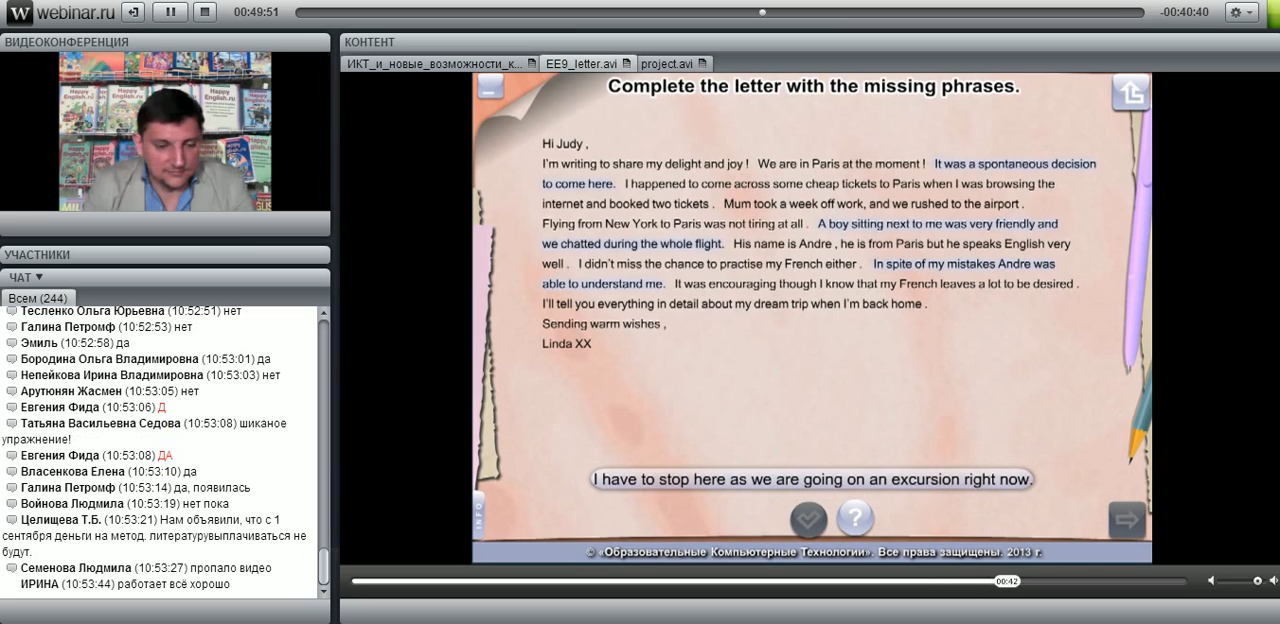 W webinar.ru
00:49:51
-00:40:40
ВИДЕОКОНФЕРЕНЦИЯ
Happy English.ru
Happy English.ru
Happy English.ru
УЧАСТНИКИ
ЧАТ ▼
Всем (244)
Тесленко Ольга Юрьевна (10:52:51) нет
Галина Петромф (10:52:53) нет
Эмиль (10:52:58) да
Бородина Ольга Владимировна (10:53:01) да
Непейкова Ирина Владимировна (10:53:03) нет
Арутюнян Жасмен (10:53:05) нет
Евгения Фида (10:53:06) Д
Татьяна Васильевна Седова (10:53:08) шиканое
упражнение!
Евгения Фида (10:53:08) ДА
Власенкова Елена (10:53:10) да
Галина Петромф (10:53:14) да, появилась
Войнова Людмила (10:53:19) нет пока
Целищева Т.Б. (10:53:21) Нам объявили, что с 1
сентября деньги на метод. литературувыплачиваться не
будут.
Семенова Людмила (10:53:27) пропало видео
ИРИНА (10:53:44) работает всё хорошо
КОНТЕНТ
ИКТ_и_новые_возможности_к...
EE9_letter.avi
project.avi
Complete the letter with the missing phrases.
Hi Judy ,
I'm writing to share my delight and joy ! We are in Paris at the moment ! It was a spontaneous decision
to come here. I happened to come across some cheap tickets to Paris when I was browsing the
internet and booked two tickets . Mum took a week off work, and we rushed to the airport .
Flying from New York to Paris was not tiring at all . A boy sitting next to me was very friendly and
we chatted during the whole flight. His name is Andre , he is from Paris but he speaks English very
well . I didn't miss the chance to practise my French either . In spite of my mistakes Andre was
able to understand me. It was encouraging though I know that my French leaves a lot to be desired .
I'll tell you everything in detail about my dream trip when I'm back home .
Sending warm wishes ,
Linda XX
I have to stop here as we are going on an excursion right now.
INFO
?
© «Образовательные Компьютерные Технологии». Все права защищены. 2013 г.
00:42